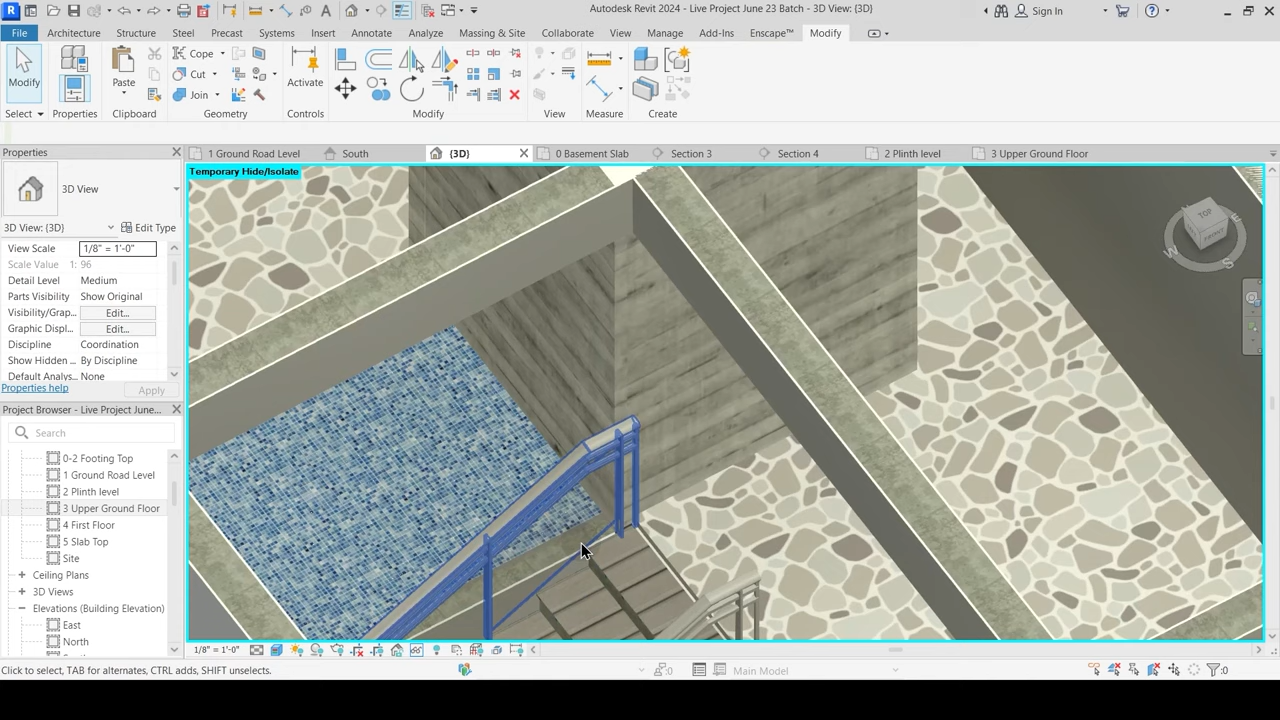 Autodesk Revit 2024 - Live Project June 23 Batch - 3D View: {3D}
Sign In
File Architecture Structure Steel Precast Systems Insert Annotate Analyze Massing & Site Collaborate View Manage Add-Ins Enscape™ Modify
Modify Paste Cope Cut Join Activate
Select Properties Clipboard Geometry Controls Modify View Measure Create
Properties
1 Ground Road Level South {3D} 0 Basement Slab Section 3 Section 4 2 Plinth level 3 Upper Ground Floor
Temporary Hide/Isolate
3D View
3D View: {3D} Edit Type
View Scale 1/8" = 1'-0"
Scale Value 1: 96
Detail Level Medium
Parts Visibility Show Original
Visibility/Grap... Edit...
Graphic Displ... Edit...
Discipline Coordination
Show Hidden ... By Discipline
Default Analys... None
Properties help Apply
Project Browser - Live Project June...
Search
0-2 Footing Top
1 Ground Road Level
2 Plinth level
3 Upper Ground Floor
4 First Floor
5 Slab Top
Site
Ceiling Plans
3D Views
Elevations (Building Elevation)
East
North
TOP
W
S
E
1/8" = 1'-0"
Click to select, TAB for alternates, CTRL adds, SHIFT unselects.
:0
Main Model
:0